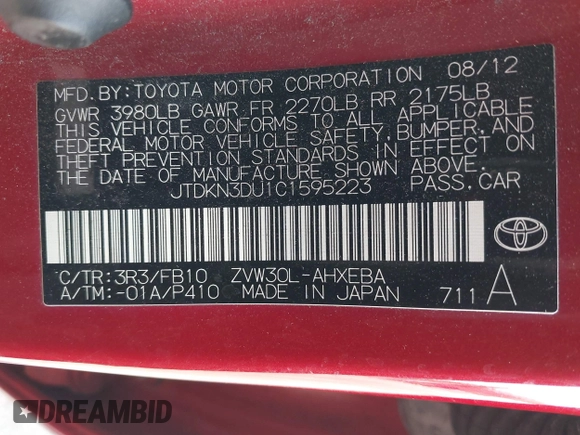 MFD.BY:TOYOTA MOTOR CORPORATION 08/12
GVWR 3980LB GAWR FR 2270LB RR 2175LB
THIS VEHICLE CONFORMS TO ALL APPLICABLE
FEDERAL MOTOR VEHICLE SAFETY,BUMPER,AND
THEFT PREVENTION STANDARDS IN EFFECT ON
THE DATE OF MANUFACTURE SHOWN ABOVE.
JTDKN3DU1C1595223 PASS.CAR
C/TR:3R3/FB10 ZVW30L-AHXEBA
A/TM:-01A/P410 MADE IN JAPAN 711 A
DREAMBID